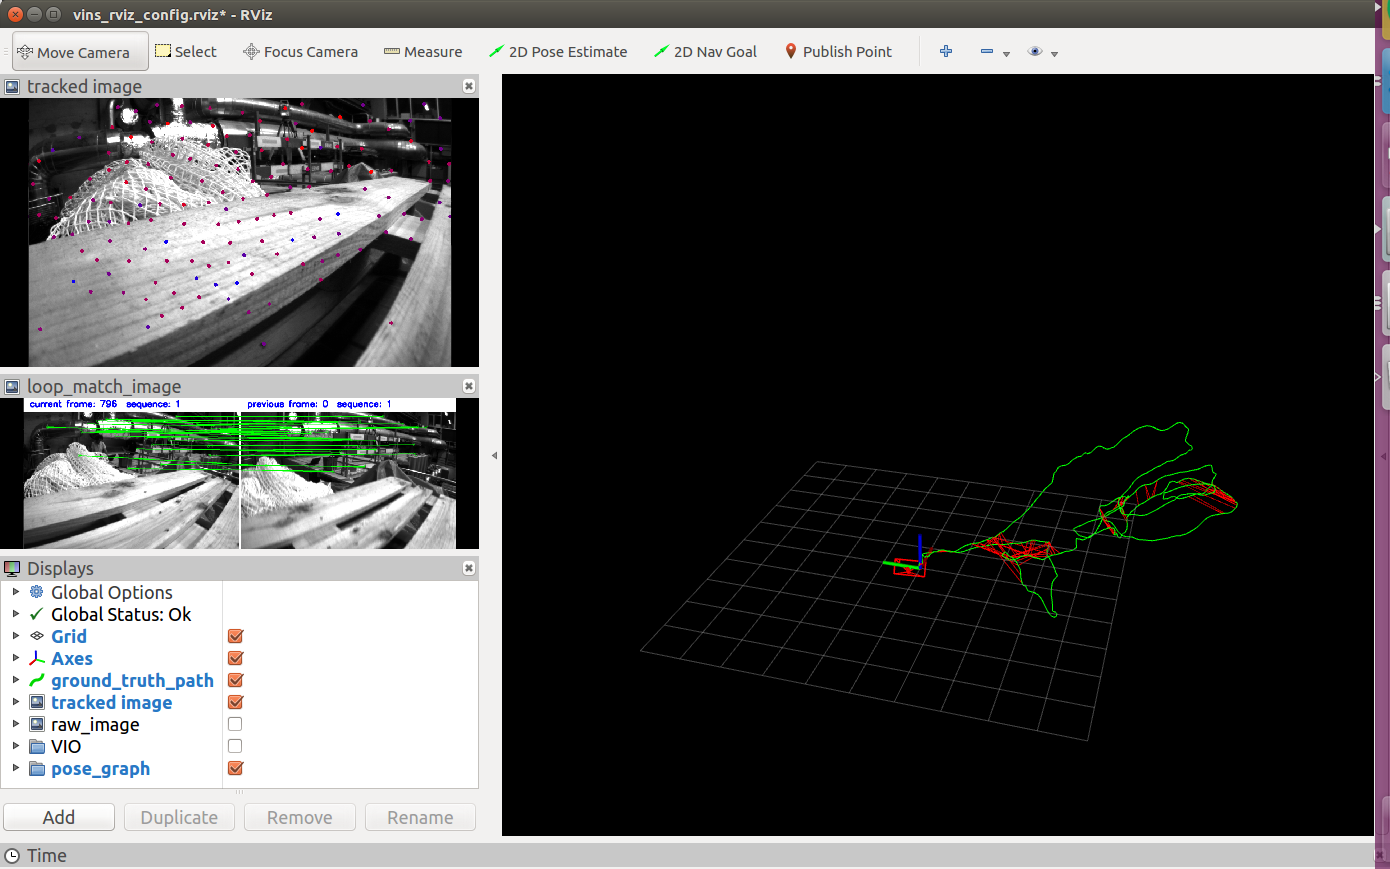 vins_rviz_config.rviz* - RViz
Move Camera Select Focus Camera Measure 2D Pose Estimate 2D Nav Goal Publish Point
tracked image
loop_match_image
current frame: 796 sequence: 1 previous frame: 0 sequence: 1
Displays
Global Options
Global Status: Ok
Grid
Axes
ground_truth_path
tracked image
raw_image
VIO
pose_graph
Add Duplicate Remove Rename
Time